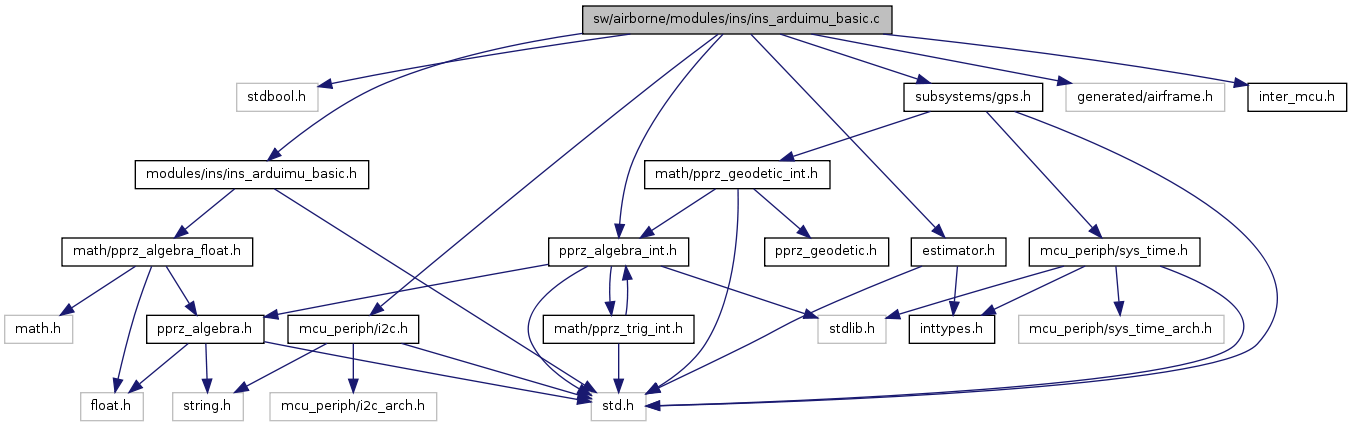 sw/airborne/modules/ins/ins_arduimu_basic.c
stdbool.h
subsystems/gps.h
generated/airframe.h
inter_mcu.h
modules/ins/ins_arduimu_basic.h
math/pprz_geodetic_int.h
math/pprz_algebra_float.h
pprz_algebra_int.h
pprz_geodetic.h
estimator.h
mcu_periph/sys_time.h
math.h
pprz_algebra.h
mcu_periph/i2c.h
math/pprz_trig_int.h
stdlib.h
inttypes.h
mcu_periph/sys_time_arch.h
float.h
string.h
mcu_periph/i2c_arch.h
std.h